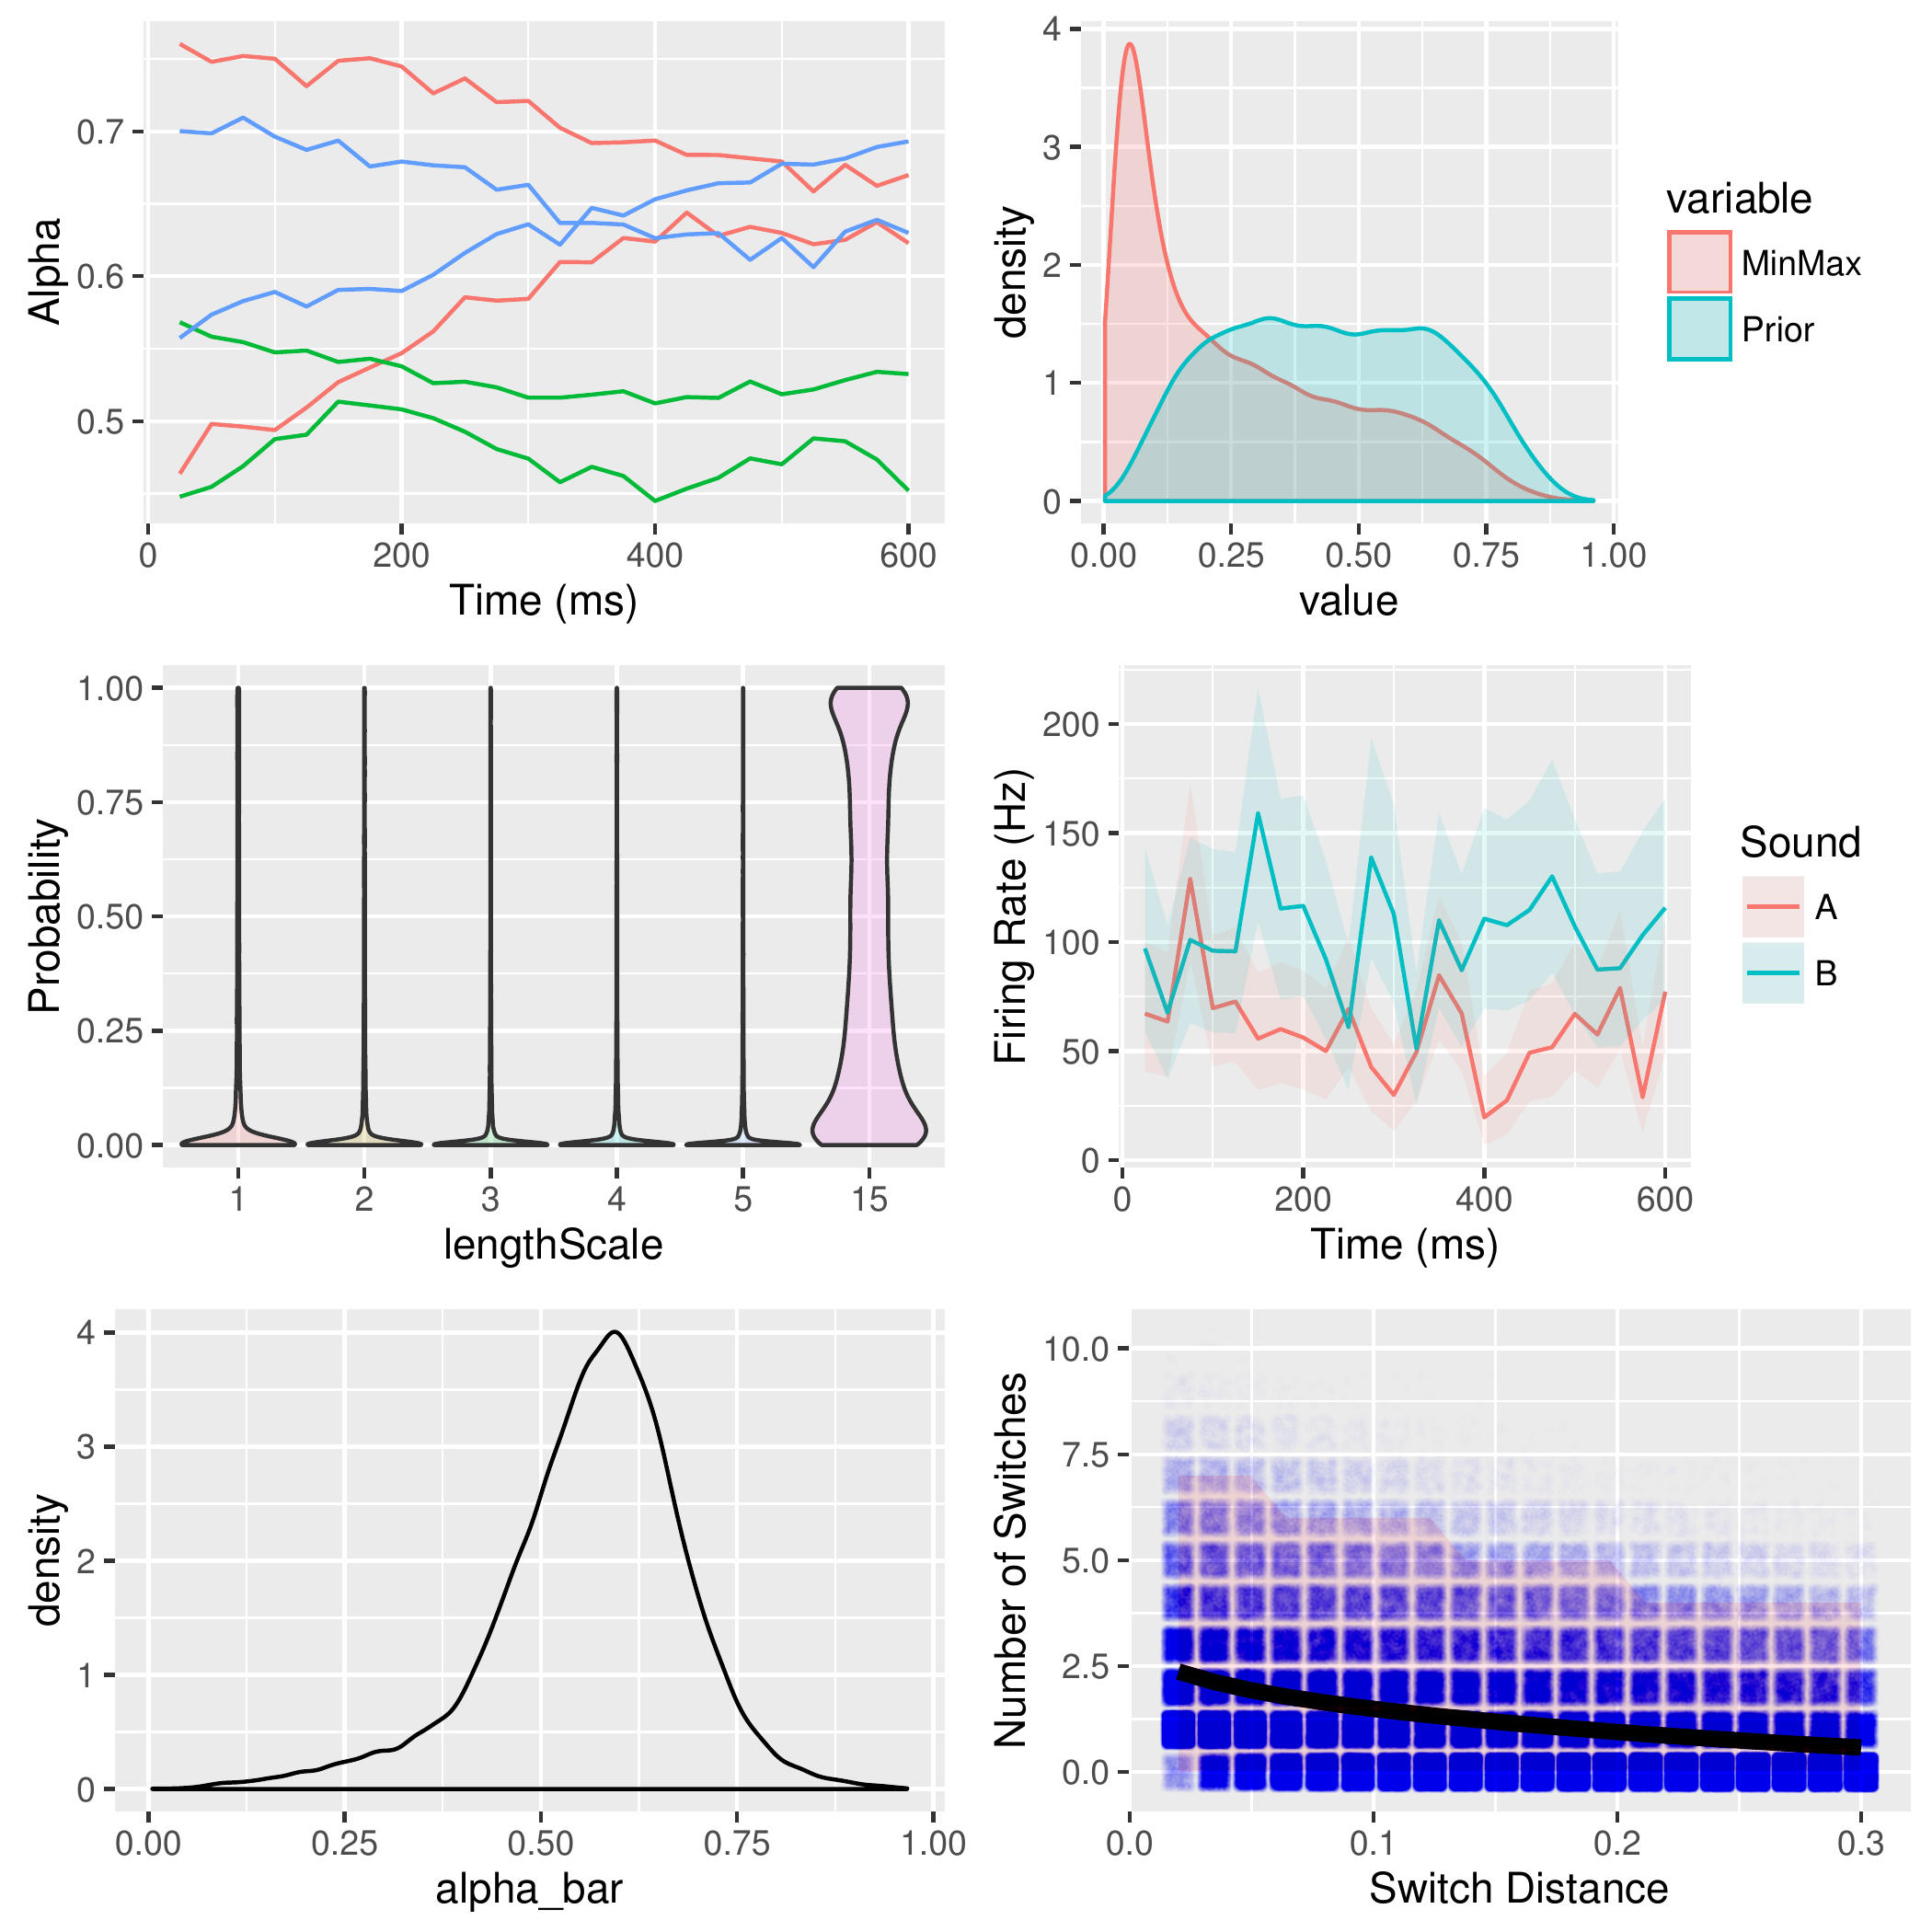 Alpha
0.7
0.6
0.5
0 200 400 600
Time (ms)
density
4
3
2
1
0
0.00 0.25 0.50 0.75 1.00
value
variable
MinMax
Prior
Probability
1.00
0.75
0.50
0.25
0.00
1 2 3 4 5 15
lengthScale
Firing Rate (Hz)
200
150
100
50
0
0 200 400 600
Time (ms)
Sound
A
B
density
4
3
2
1
0
0.00 0.25 0.50 0.75 1.00
alpha_bar
Number of Switches
10.0
7.5
5.0
2.5
0.0
0.0 0.1 0.2 0.3
Switch Distance